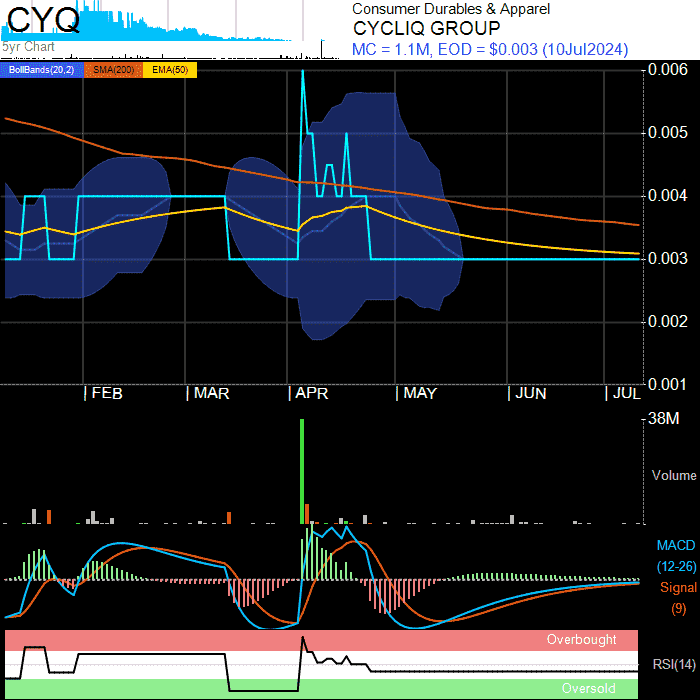 CYQ
Consumer Durables & Apparel
CYCLIQ GROUP
5yr Chart
MC = 1.1M, EOD = $0.003 (10Jul2024)
BollBands(20,2) SMA(200) EMA(50)
0.006
0.005
0.004
0.003
0.002
0.001
FEB MAR APR MAY JUN JUL
38M
Volume
MACD
(12-26)
Signal
(9)
Overbought
RSI(14)
Oversold